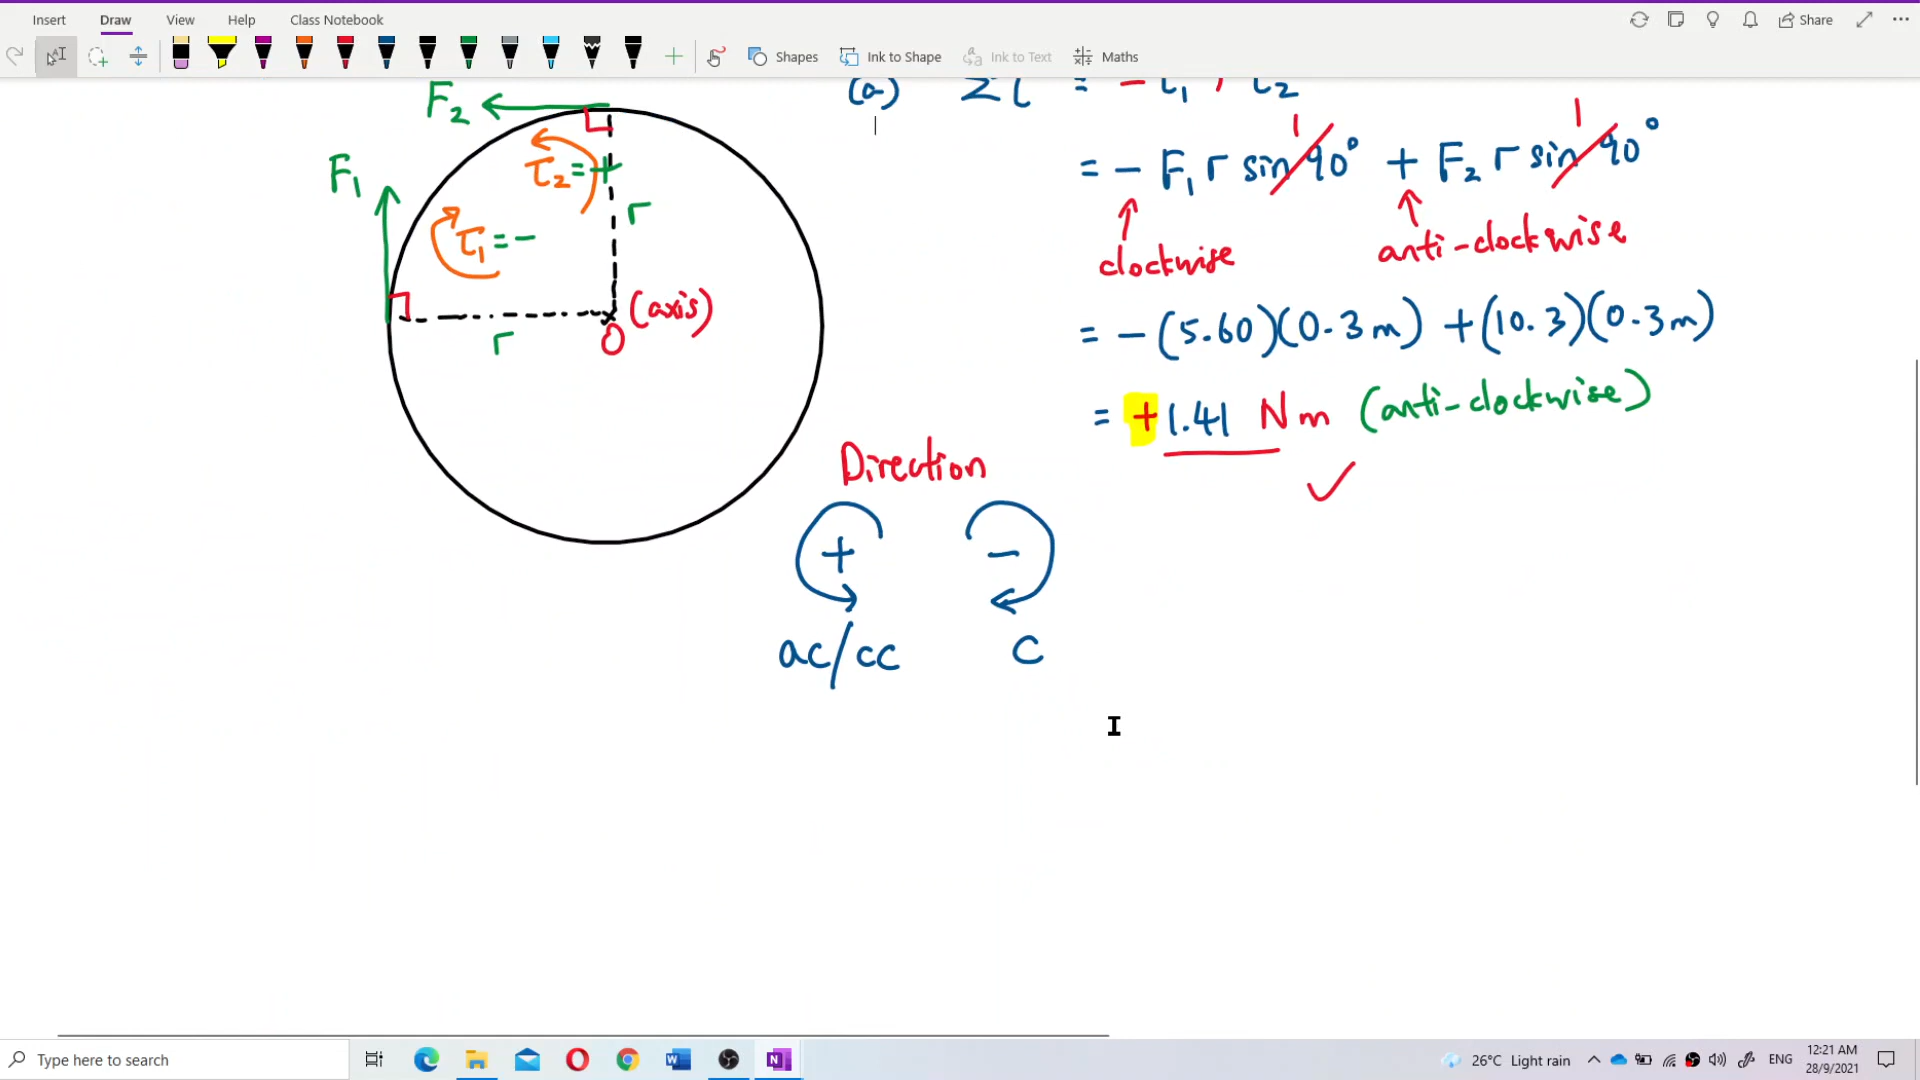 Insert Draw View Help Class Notebook Share
Shapes Ink to Shape Ink to Text Maths
(a) Στ = - τ₁ + τ₂
= - F₁ r sin 90° + F₂ r sin 90°
1 1
clockwise anti-clockwise
= - (5.60)(0.3m) + (10.3)(0.3m)
= +1.41 Nm (anti-clockwise)
F₂
F₁
τ₂ = +
r
τ₁ = -
(axis)
r O
Direction
+ -
ac/cc c
Type here to search
26°C Light rain ENG 12:21 AM
28/9/2021